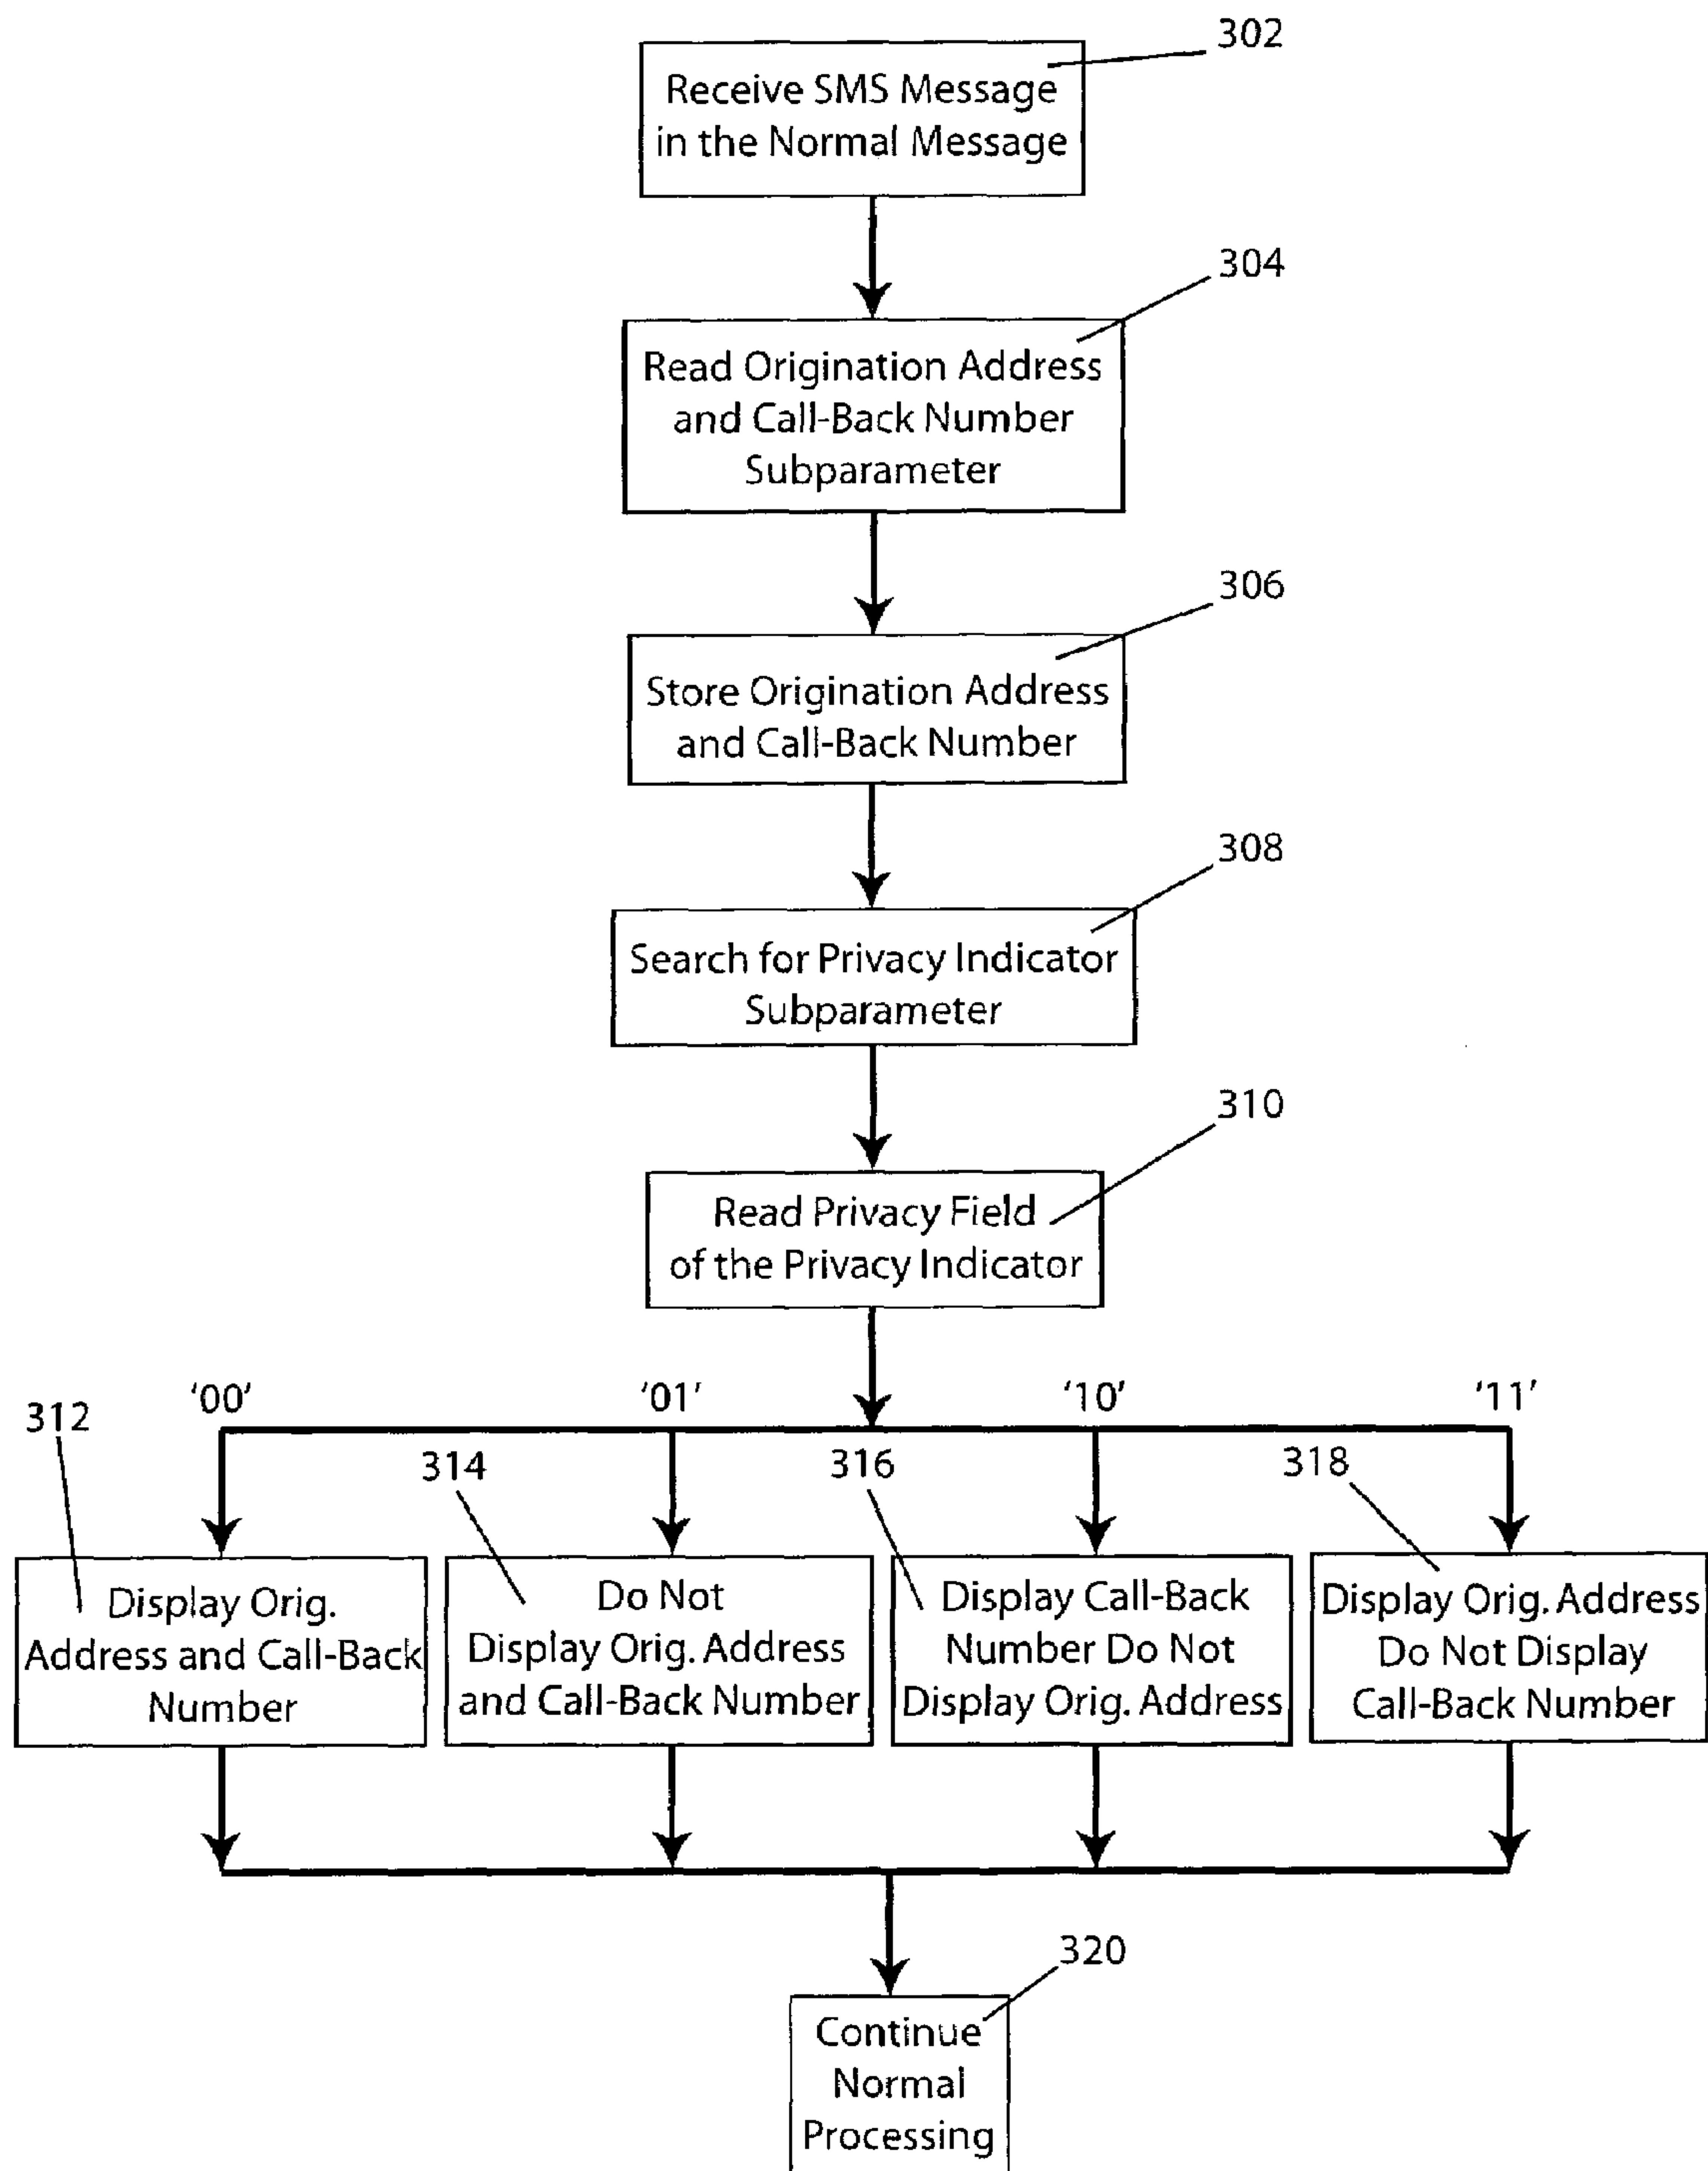 302
Receive SMS Message
in the Normal Message
304
Read Origination Address
and Call-Back Number
Subparameter
306
Store Origination Address
and Call-Back Number
308
Search for Privacy Indicator
Subparameter
310
Read Privacy Field
of the Privacy Indicator
'00'
'01'
'10'
'11'
312
314
316
318
Display Orig.
Address and Call-Back
Number
Do Not
Display Orig. Address
and Call-Back Number
Display Call-Back
Number Do Not
Display Orig. Address
Display Orig. Address
Do Not Display
Call-Back Number
320
Continue
Normal
Processing